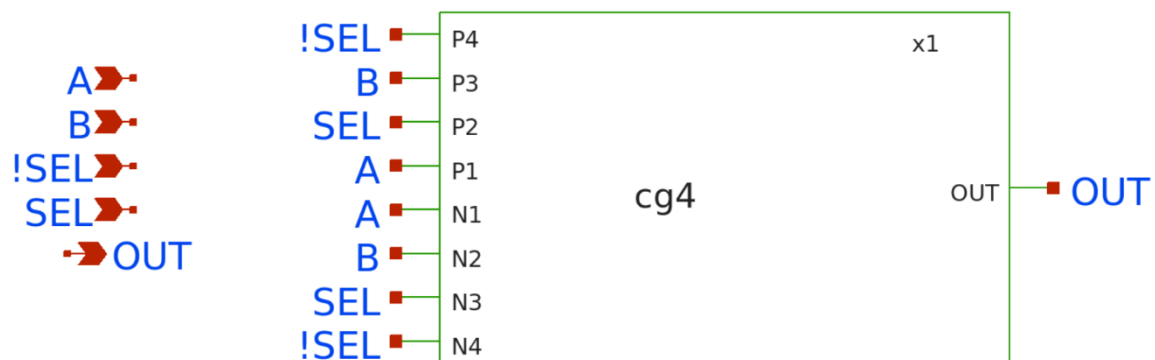 A
B
!SEL
SEL
OUT
!SEL P4
B P3
SEL P2
A P1
A N1
B N2
SEL N3
!SEL N4
x1
cg4
OUT OUT